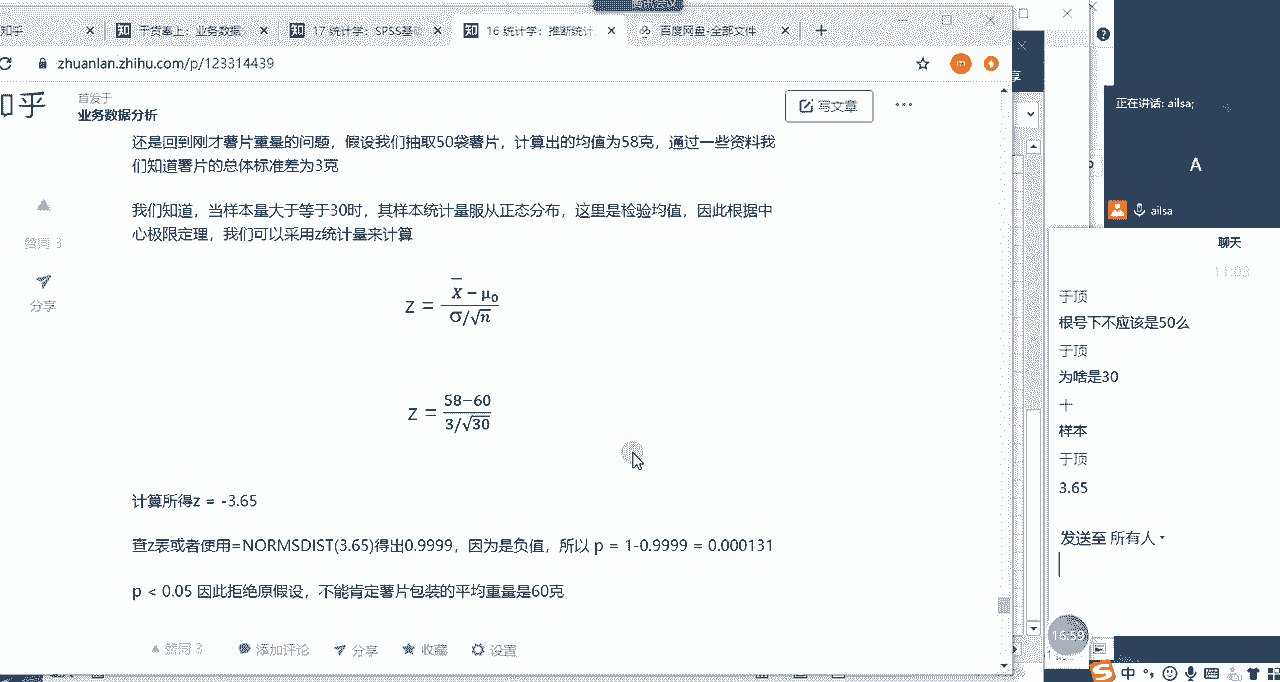 腾讯会议
知乎
干货塞上：业务数据
17 统计学：SPSS基础
16 统计学：推断统计
百度网盘-全部文件
zhuanlan.zhihu.com/p/123314439
m
知乎
首发于
业务数据分析
写文章
还是回到刚才薯片重量的问题，假设我们抽取50袋薯片，计算出的均值为58克，通过一些资料我
们知道薯片的总体标准差为3克
我们知道，当样本量大于等于30时，其样本统计量服从正态分布，这里是检验均值，因此根据中
心极限定理，我们可以采用z统计量来计算
赞同 3
分享
z = (X̄ − μ₀) / (σ/√n)
z = (58−60) / (3/√30)
计算所得z = -3.65
查z表或者使用=NORMSDIST(3.65)得出0.9999，因为是负值，所以 p = 1-0.9999 = 0.000131
p < 0.05 因此拒绝原假设，不能肯定薯片包装的平均重量是60克
赞同 3
添加评论
分享
收藏
设置
正在讲话: ailsa;
A
ailsa
聊天
11:03
于顶
根号下不应该是50么
于顶
为啥是30
十
样本
于顶
3.65
发送至 所有人
16:59
中